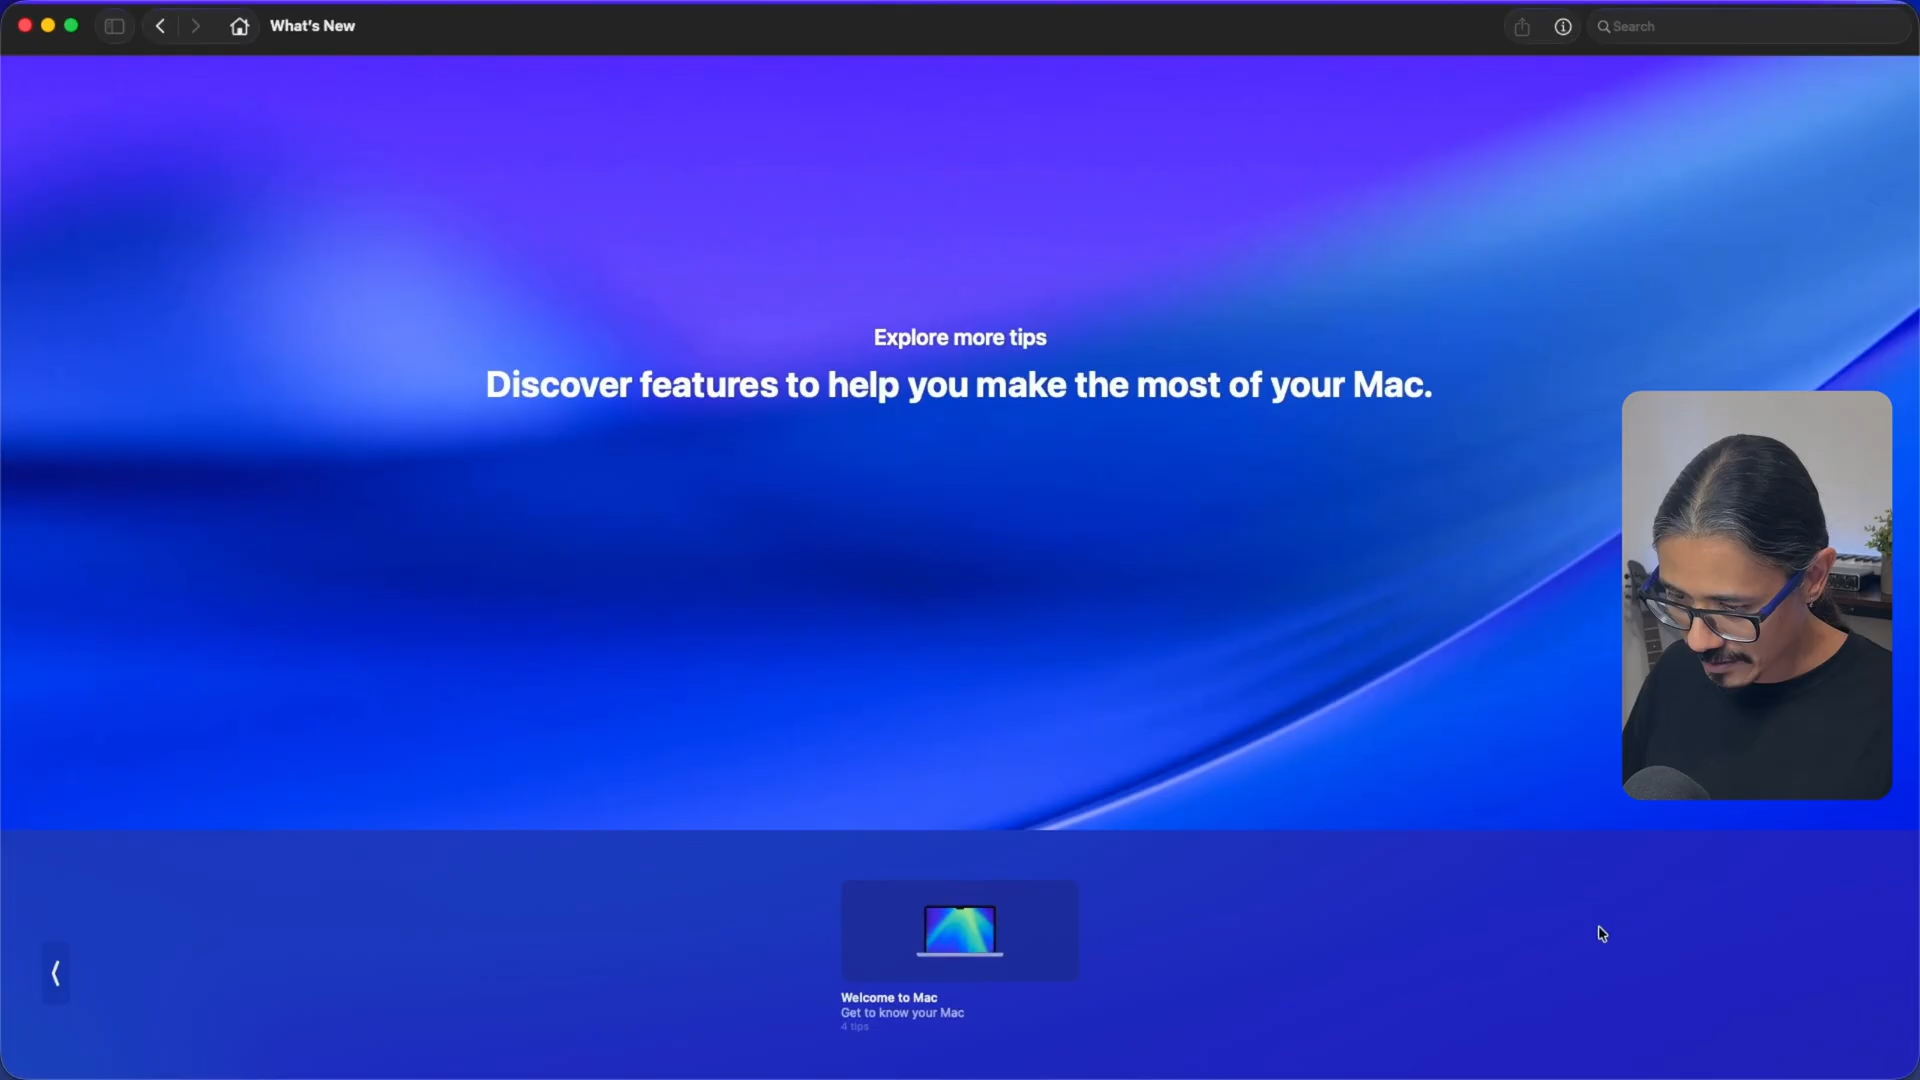 What's New
Search
Explore more tips
Discover features to help you make the most of your Mac.
Welcome to Mac
Get to know your Mac
4 tips